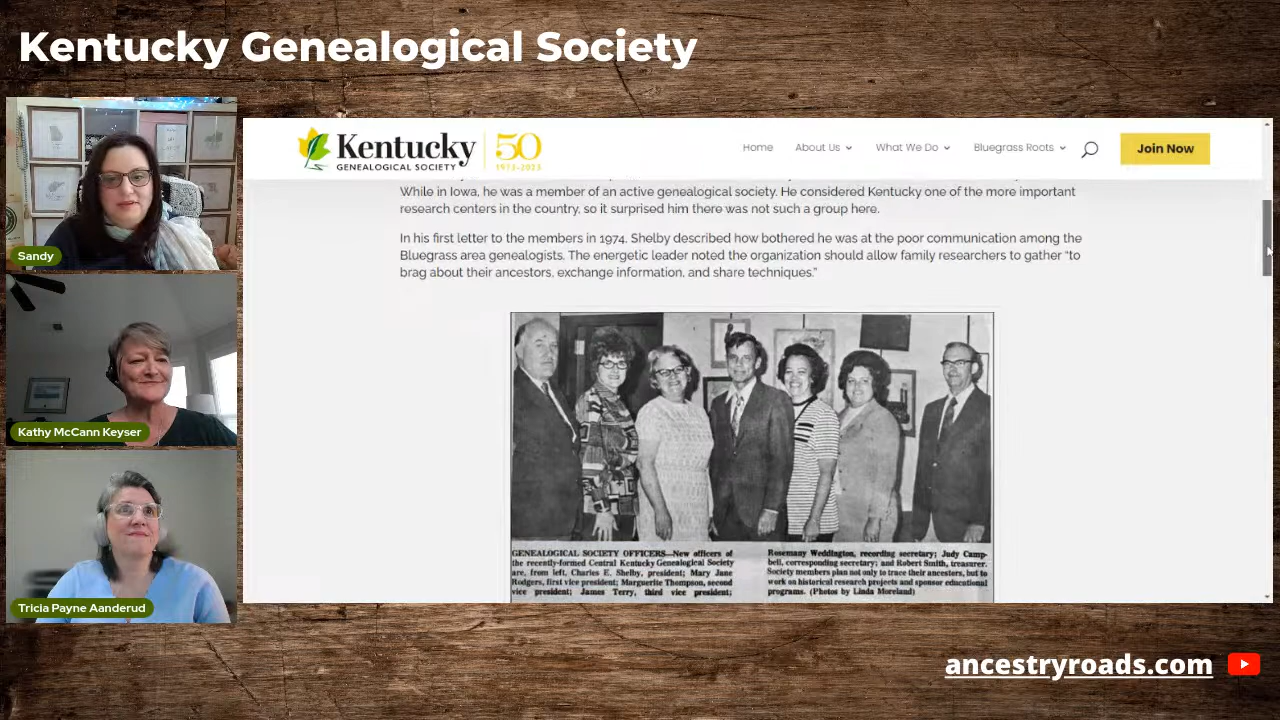 Kentucky Genealogical Society
Sandy
Kathy McCann Keyser
Tricia Payne Aanderud
Kentucky
GENEALOGICAL SOCIETY
50
1973-2023
Home
About Us
What We Do
Bluegrass Roots
Join Now
While in Iowa, he was a member of an active genealogical society. He considered Kentucky one of the more important
research centers in the country, so it surprised him there was not such a group here.
In his first letter to the members in 1974, Shelby described how bothered he was at the poor communication among the
Bluegrass area genealogists. The energetic leader noted the organization should allow family researchers to gather “to
brag about their ancestors, exchange information, and share techniques.”
GENEALOGICAL SOCIETY OFFICERS—New officers of
the recently-formed Central Kentucky Genealogical Society
are, from left, Charles E. Shelby, president; Mary Jane
Rodgers, first vice president; Marguerite Thompson, second
vice president; James Terry, third vice president;
Rosemany Weddington, recording secretary; Judy Camp-
bell, corresponding secretary; and Robert Smith, treasurer.
Society members plan not only to trace their ancestors, but to
work on historical research projects and sponsor educational
programs. (Photos by Linda Moreland)
ancestryroads.com